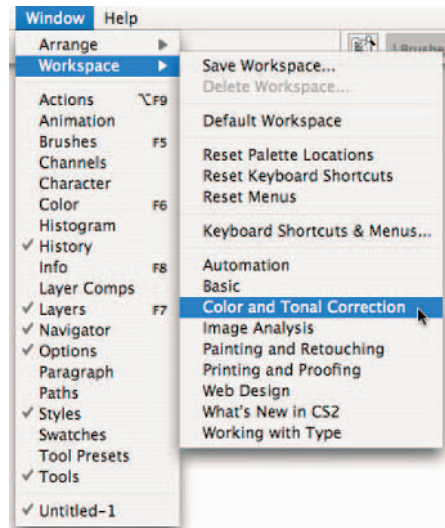 Window Help
Arrange
Workspace
Actions ⌥F9
Animation
Brushes F5
Channels
Character
Color F6
Histogram
✓ History
Info F8
Layer Comps
✓ Layers F7
✓ Navigator
✓ Options
Paragraph
Paths
✓ Styles
Swatches
Tool Presets
✓ Tools
✓ Untitled-1
Brushes
Save Workspace...
Delete Workspace...
Default Workspace
Reset Palette Locations
Reset Keyboard Shortcuts
Reset Menus
Keyboard Shortcuts & Menus...
Automation
Basic
Color and Tonal Correction
Image Analysis
Painting and Retouching
Printing and Proofing
Web Design
What's New in CS2
Working with Type